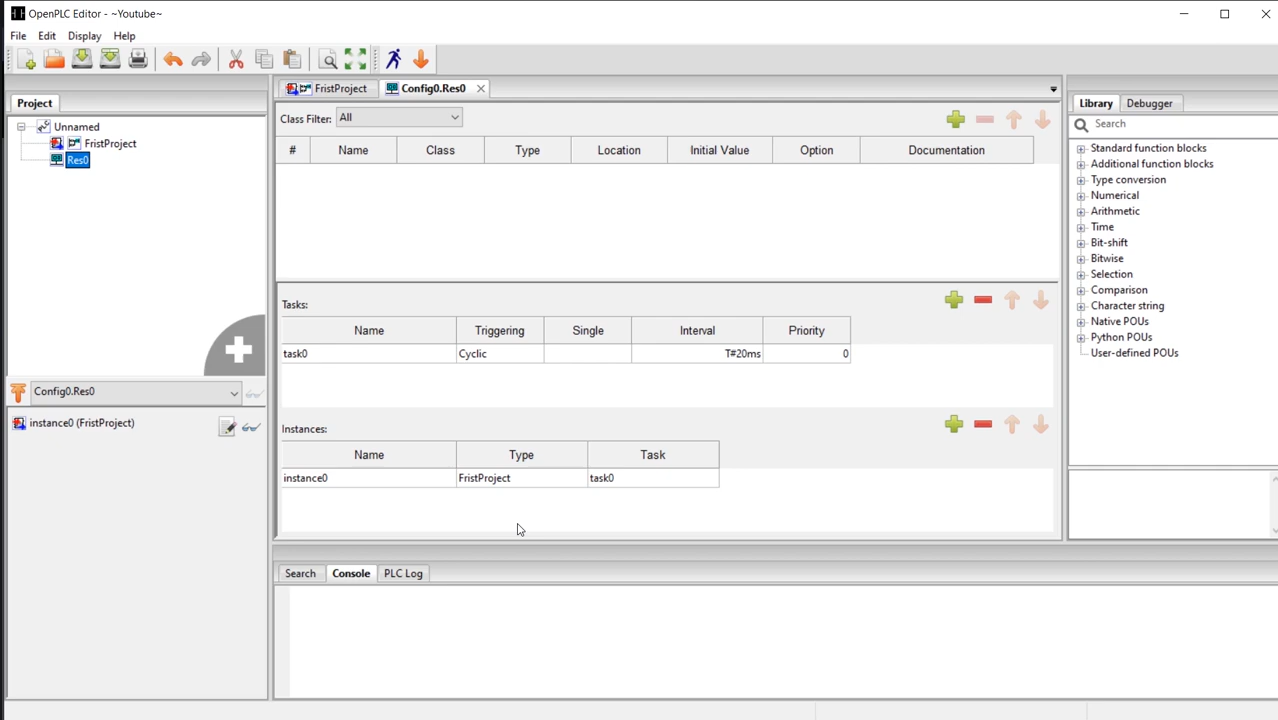 OpenPLC Editor - ~Youtube~
File Edit Display Help
Project
Unnamed
FristProject
Res0
Config0.Res0
instance0 (FristProject)
FristProject Config0.Res0
Class Filter: All
# Name Class Type Location Initial Value Option Documentation
Tasks:
Name Triggering Single Interval Priority
task0 Cyclic T#20ms 0
Instances:
Name Type Task
instance0 FristProject task0
Search Console PLC Log
Library Debugger
Search
Standard function blocks
Additional function blocks
Type conversion
Numerical
Arithmetic
Time
Bit-shift
Bitwise
Selection
Comparison
Character string
Native POUs
Python POUs
User-defined POUs